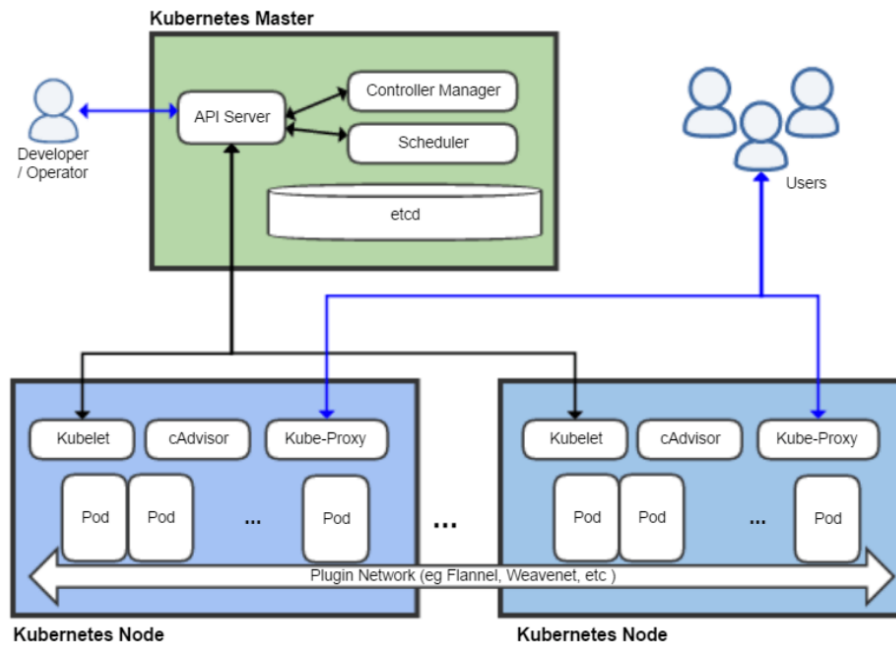 Kubernetes Master
API Server
Controller Manager
Scheduler
etcd
Developer
/ Operator
Users
Kubelet
cAdvisor
Kube-Proxy
Pod
Pod
...
Pod
...
Kubelet
cAdvisor
Kube-Proxy
Pod
Pod
...
Pod
Plugin Network (eg Flannel, Weavenet, etc )
Kubernetes Node
Kubernetes Node